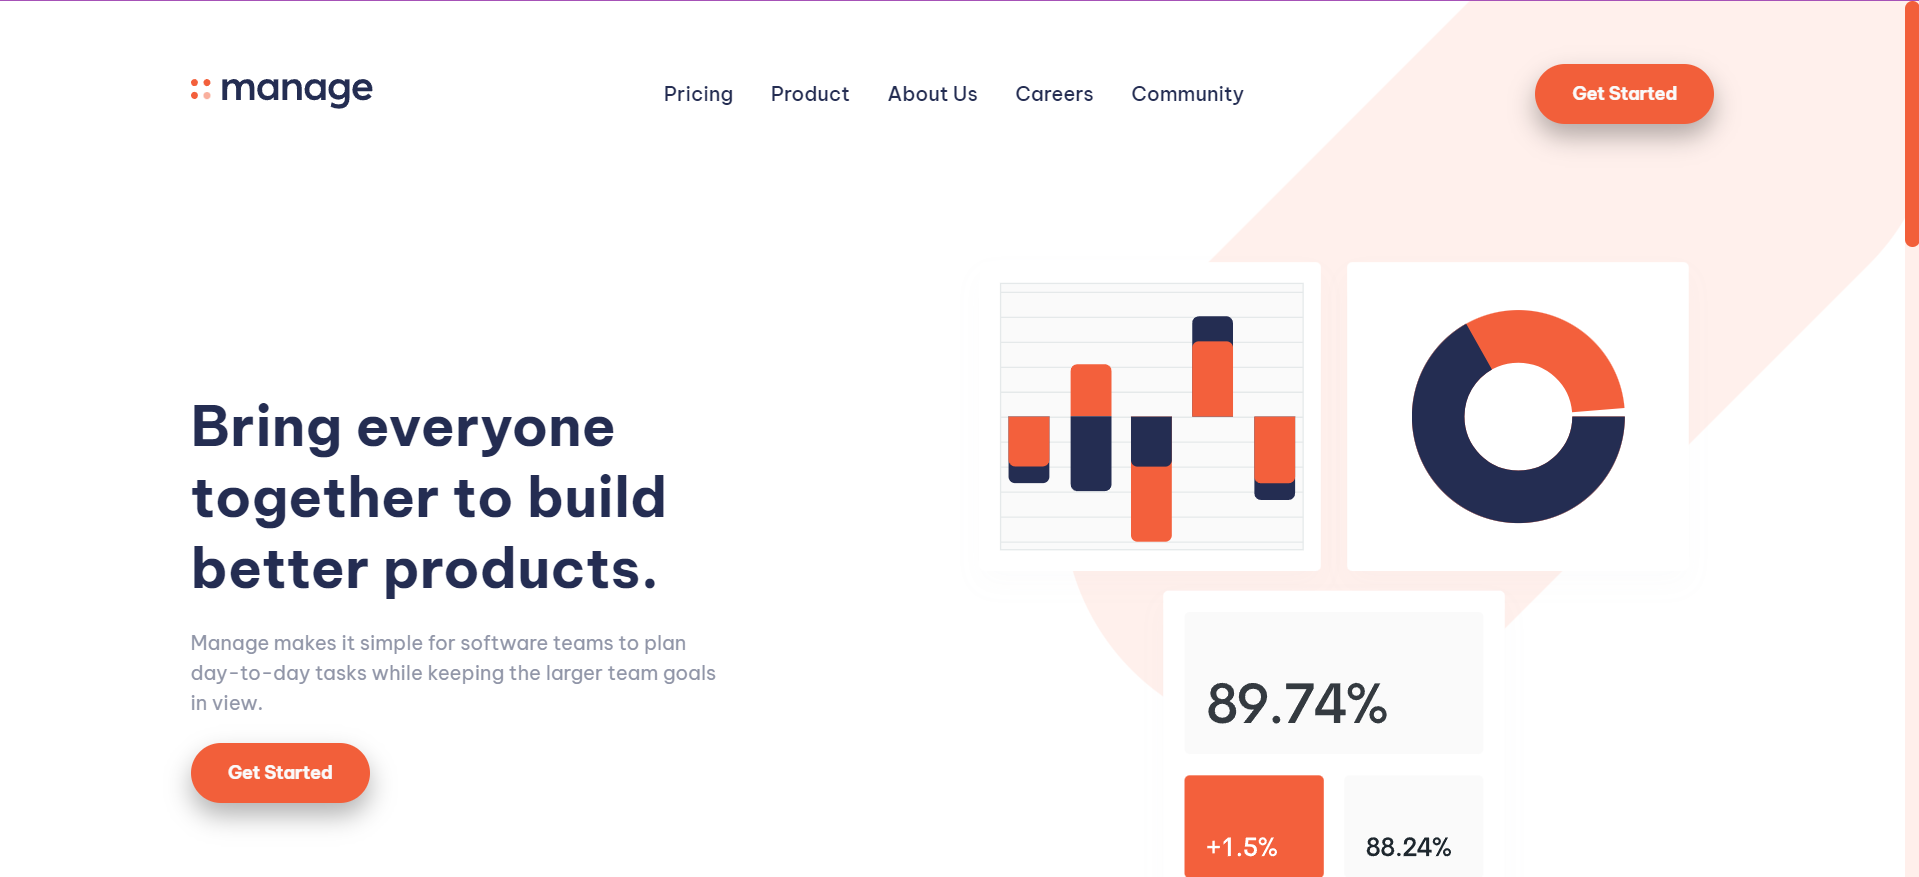 manage
Pricing
Product
About Us
Careers
Community
Get Started
Bring everyone
together to build
better products.
Manage makes it simple for software teams to plan
day-to-day tasks while keeping the larger team goals
in view.
Get Started
89.74%
+1.5%
88.24%